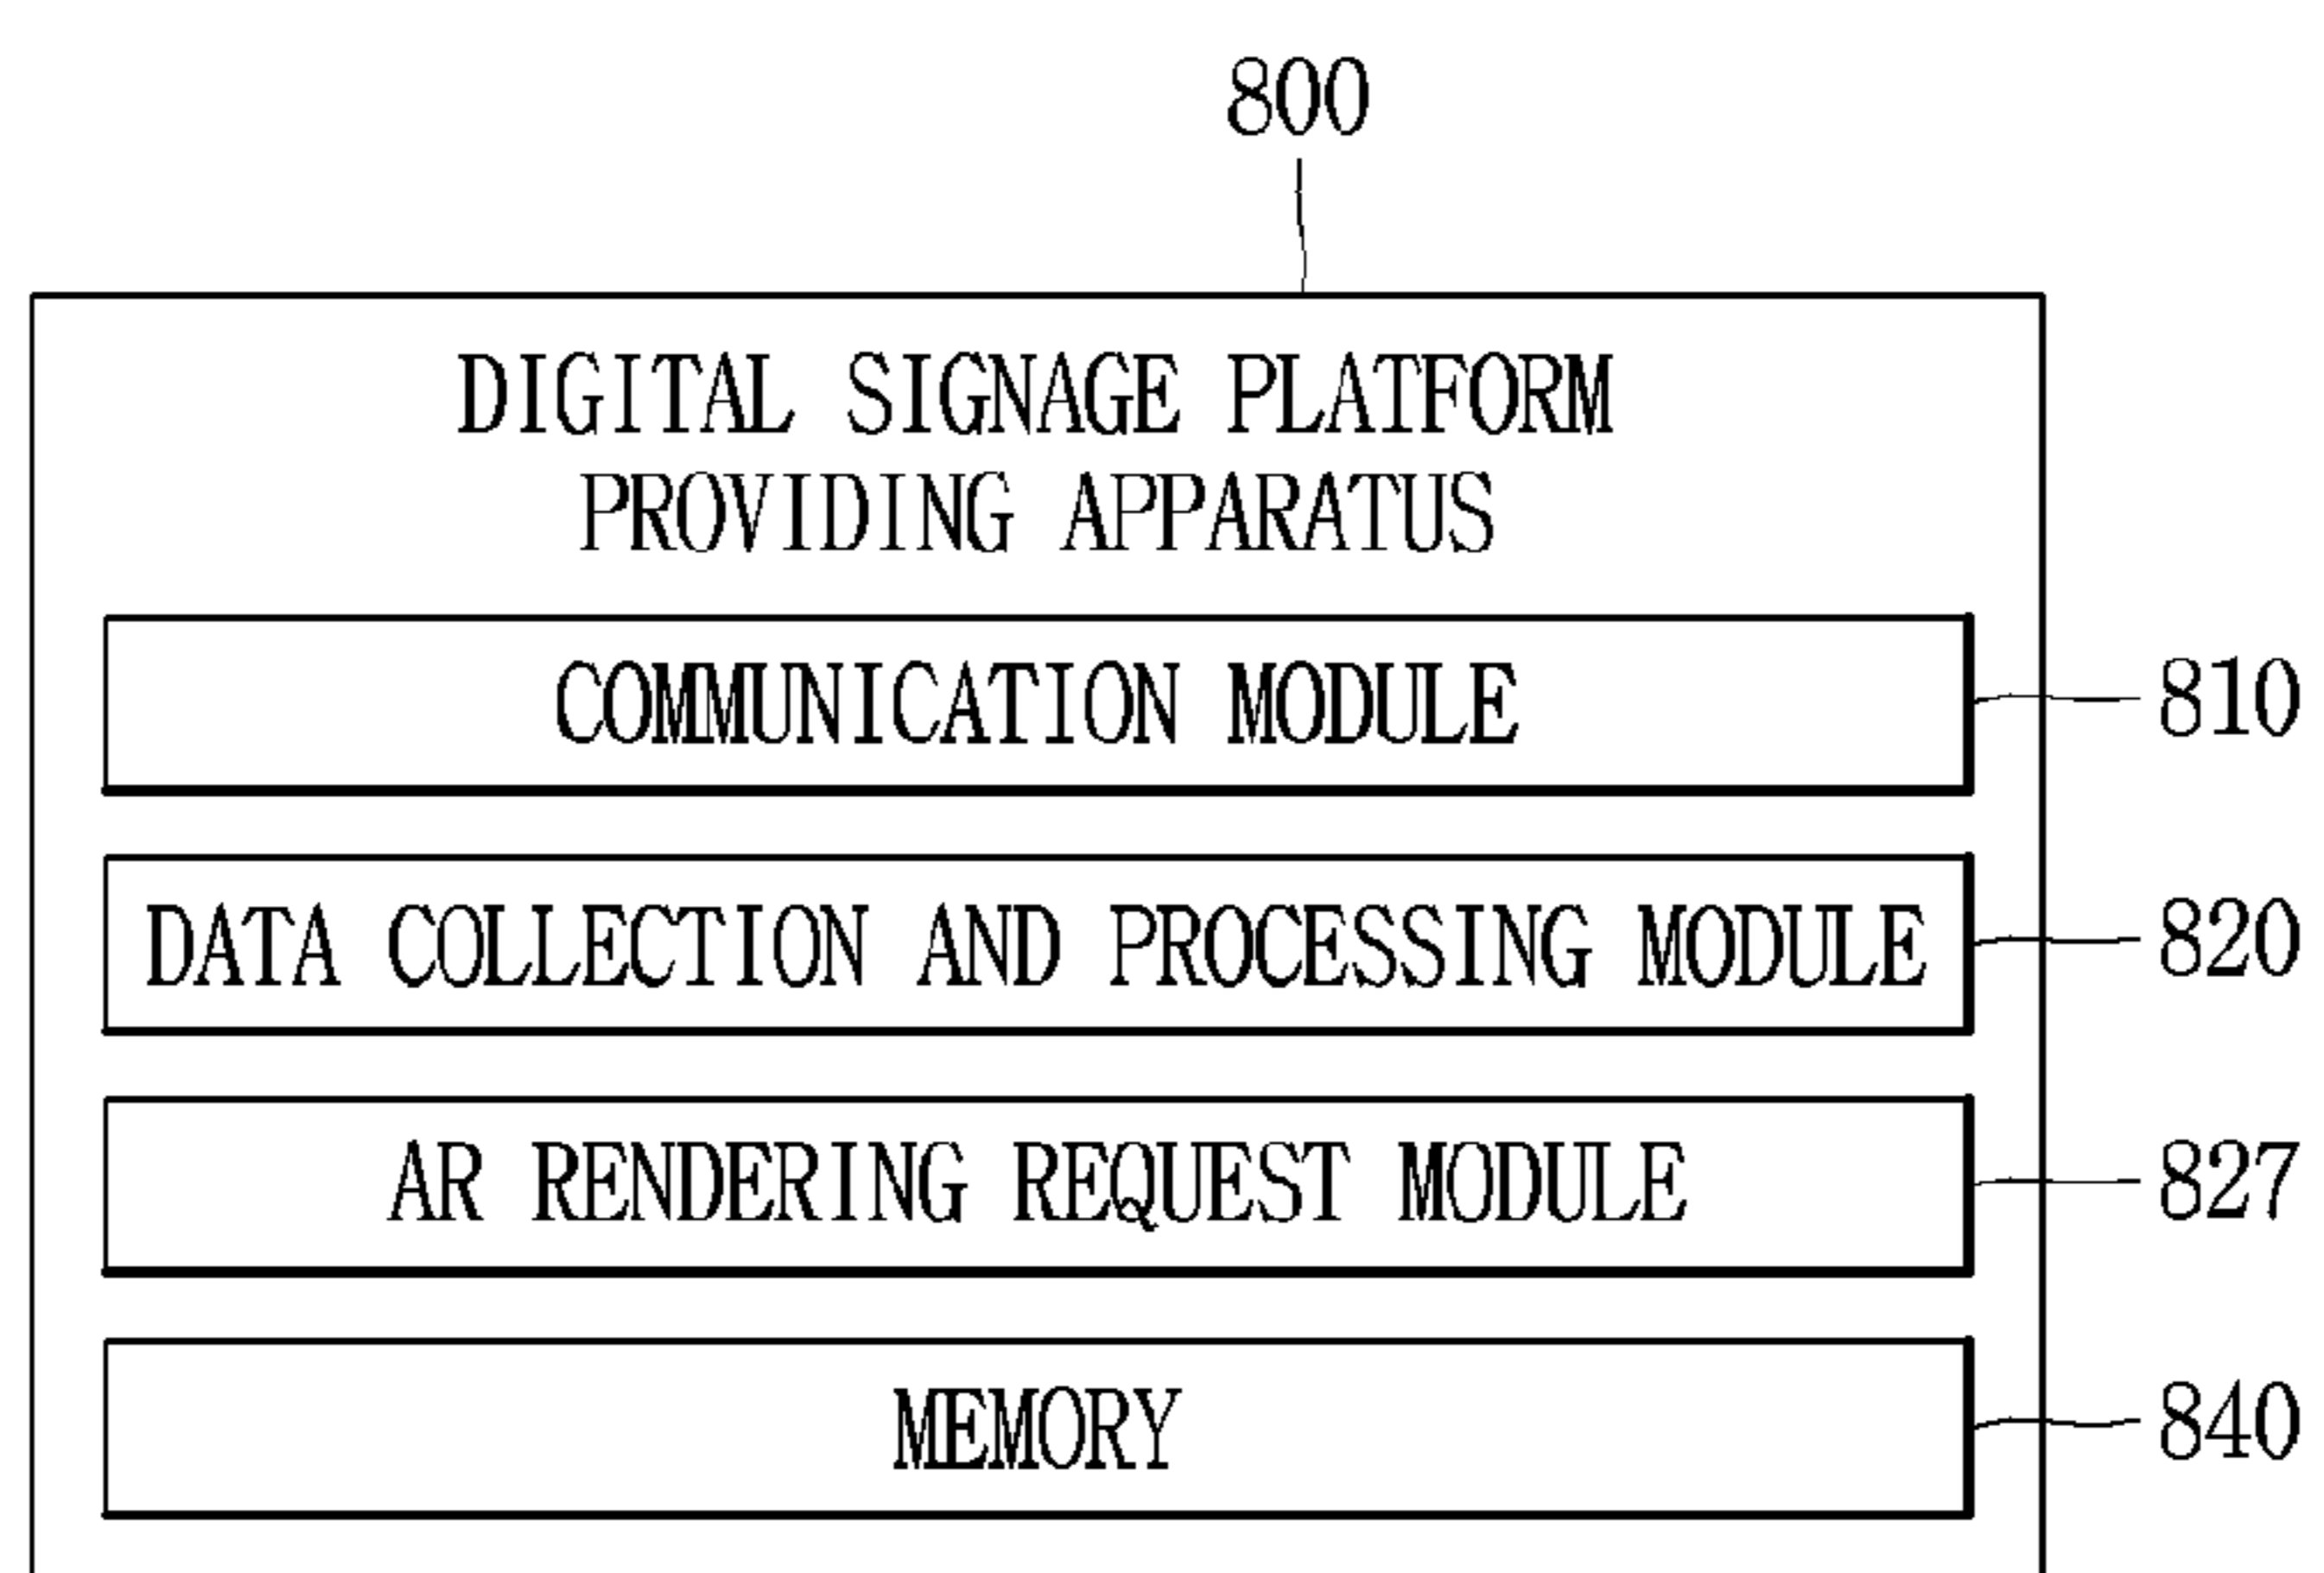 800
DIGITAL SIGNAGE PLATFORM
PROVIDING APPARATUS
COMMUNICATION MODULE
810
DATA COLLECTION AND PROCESSING MODULE
820
AR RENDERING REQUEST MODULE
827
MEMORY
840